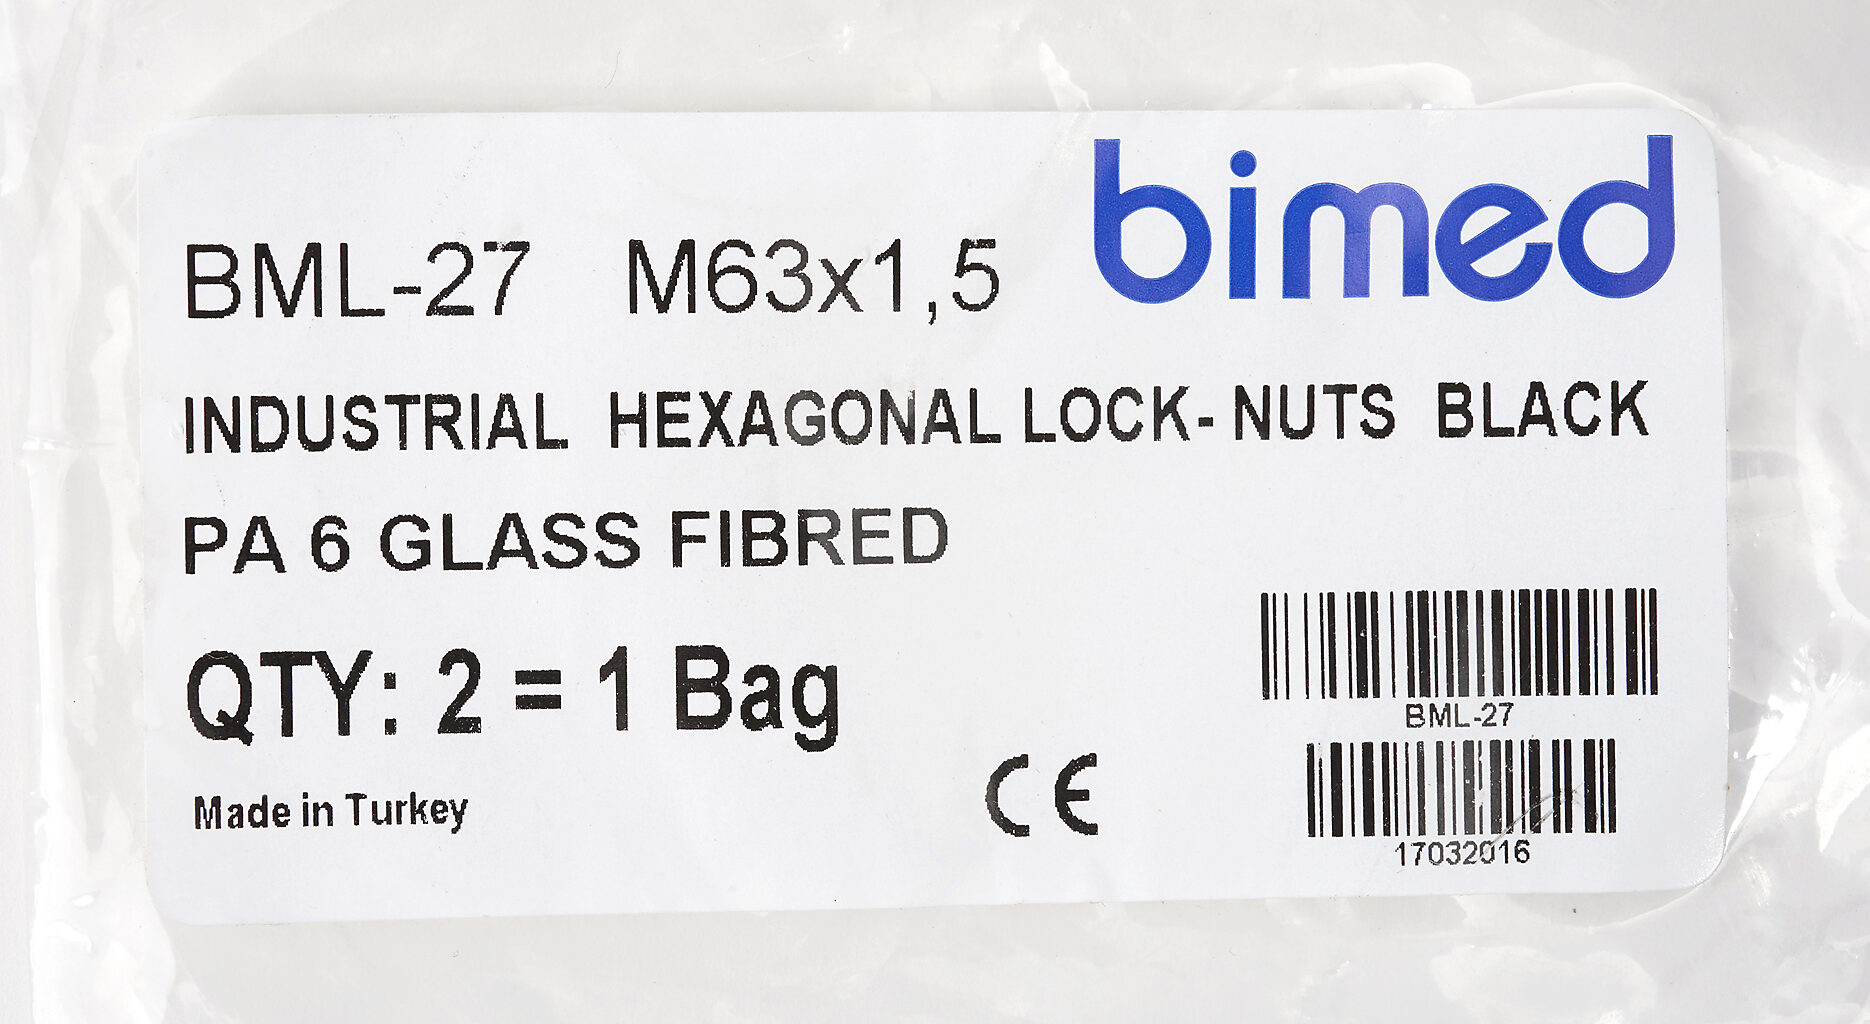 bimed
BML-27 M63x1,5
INDUSTRIAL HEXAGONAL LOCK- NUTS BLACK
PA 6 GLASS FIBRED
QTY: 2 = 1 Bag
BML-27
Made in Turkey
CE
17032016